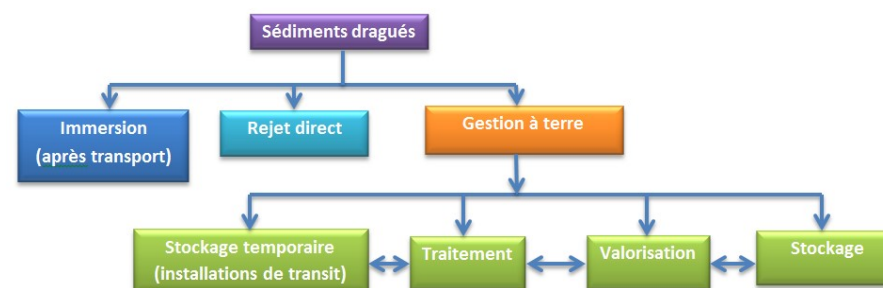 Sédiments dragués
Immersion
(après transport)
Rejet direct
Gestion à terre
Stockage temporaire
(installations de transit)
Traitement
Valorisation
Stockage